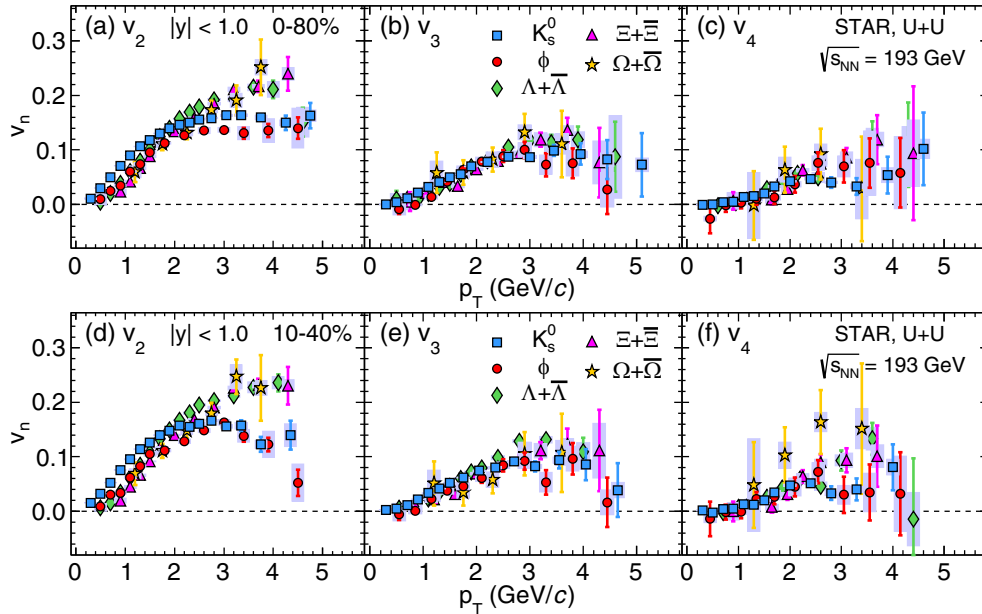 (a) v₂ |y| < 1.0 0-80%
(b) v₃
K⁰ₛ
ϕ
Λ+Λ̅
Ξ+Ξ̅
Ω+Ω̅
(c) v₄
STAR, U+U
√sNN = 193 GeV
vₙ
0.3
0.2
0.1
0.0
0 1 2 3 4 5
0 1 2 3 4 5
0 1 2 3 4 5
p_T (GeV/c)
(d) v₂ |y| < 1.0 10-40%
(e) v₃
K⁰ₛ
ϕ
Λ+Λ̅
Ξ+Ξ̅
Ω+Ω̅
(f) v₄
STAR, U+U
√sNN = 193 GeV
vₙ
0.3
0.2
0.1
0.0
0 1 2 3 4 5
0 1 2 3 4 5
0 1 2 3 4 5
p_T (GeV/c)